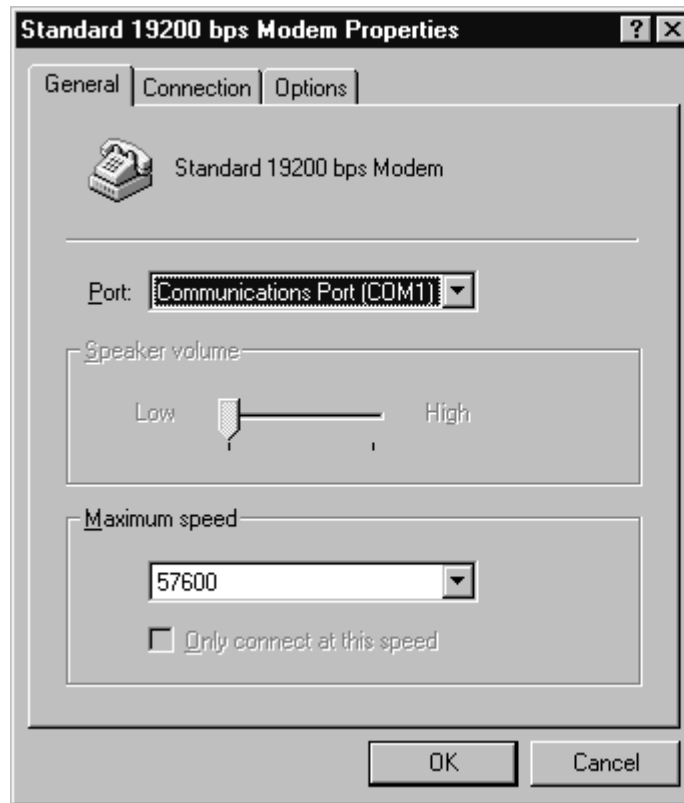 Standard 19200 bps Modem Properties
General Connection Options
Standard 19200 bps Modem
Port: Communications Port (COM1)
Speaker volume
Low High
Maximum speed
57600
Only connect at this speed
OK Cancel